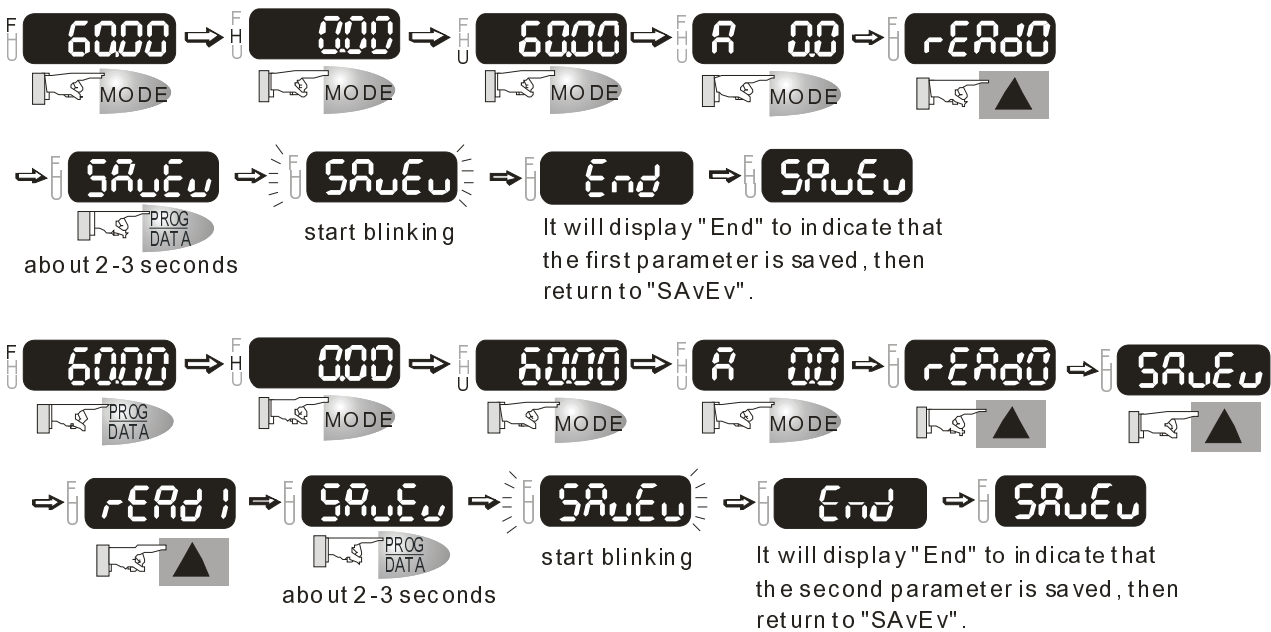 F H U 60.00 F H U 0.00 F H U 60.00 F H U A 0.0 F H U rEAd0
MODE MODE MODE MODE
F H U SAvEv F H U SAvEv F H U End F H U SAvEv
PROG
DATA
about 2-3 seconds
start blinking
It will display "End" to indicate that
the first parameter is saved, then
return to "SAvEv".
F H U 60.00 F H U 0.00 F H U 60.00 F H U A 0.0 F H U rEAd0 F H U SAvEv
PROG
DATA
MODE MODE MODE
F H U rEAd1 F H U SAvEv F H U SAvEv F H U End F H U SAvEv
PROG
DATA
about 2-3 seconds
start blinking
It will display "End" to indicate that
the second parameter is saved, then
return to "SAvEv".